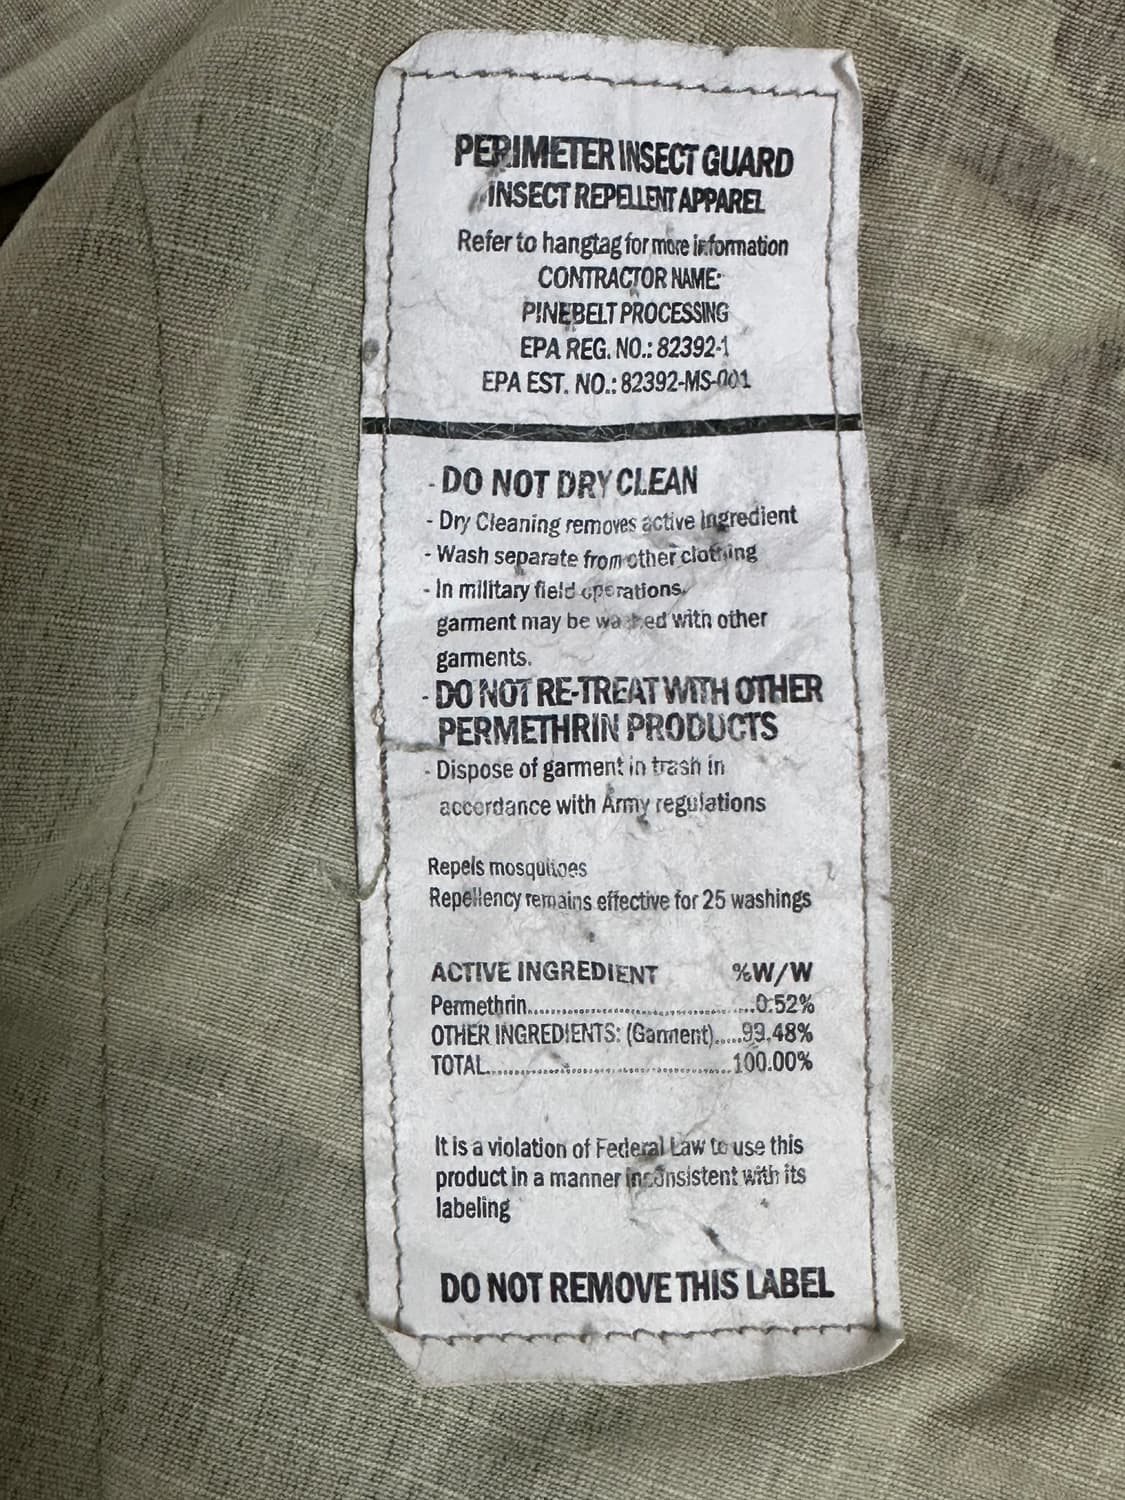 PERIMETER INSECT GUARD
INSECT REPELLENT APPAREL
Refer to hangtag for more information
CONTRACTOR NAME:
PINEBELT PROCESSING
EPA REG. NO.: 82392-1
EPA EST. NO.: 82392-MS-001
- DO NOT DRY CLEAN
- Dry Cleaning removes active Ingredient
- Wash separate from other clothing
- In military field operations,
garment may be washed with other
garments.
- DO NOT RE-TREAT WITH OTHER
PERMETHRIN PRODUCTS
- Dispose of garment in trash in
accordance with Army regulations
Repels mosquitoes
Repellency remains effective for 25 washings
ACTIVE INGREDIENT %W/W
Permethrin...........................................0.52%
OTHER INGREDIENTS: (Garment)......99.48%
TOTAL.................................................100.00%
It is a violation of Federal Law to use this
product in a manner inconsistent with its
labeling
DO NOT REMOVE THIS LABEL